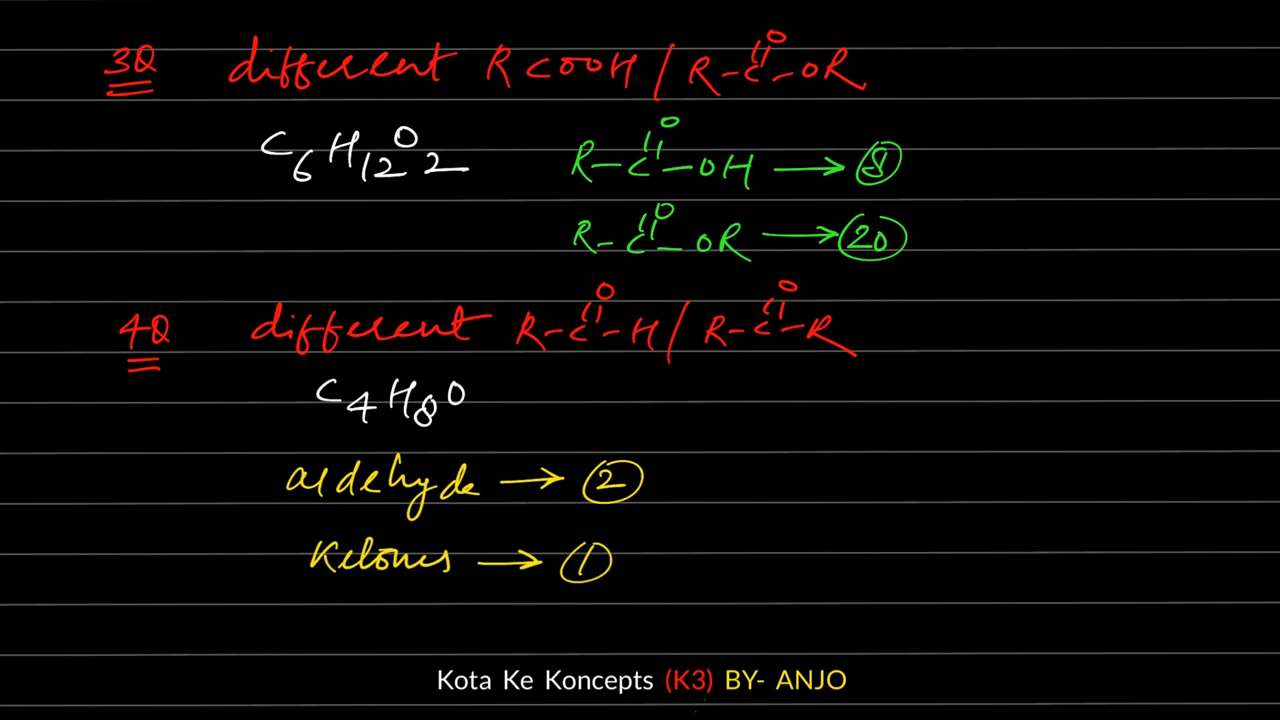 3Q different RCOOH / R-C(=O)-OR
C6H12O2 R-C(=O)-OH → 8
R-C(=O)-OR → 20
4Q different R-C(=O)-H / R-C(=O)-R
C4H8O
aldehyde → 2
Ketones → 1
Kota Ke Koncepts (K3) BY- ANJO